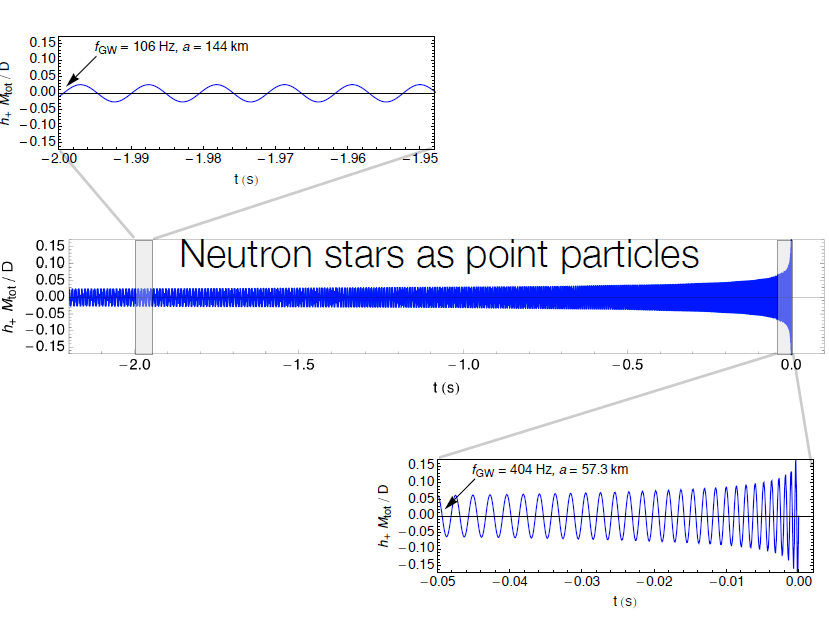 f_GW = 106 Hz, a = 144 km
0.15
0.10
0.05
0.00
−0.05
−0.10
−0.15
h+ Mtot / D
−2.00 −1.99 −1.98 −1.97 −1.96 −1.95
t (s)
Neutron stars as point particles
0.15
0.10
0.05
0.00
−0.05
−0.10
−0.15
h+ Mtot / D
−2.0 −1.5 −1.0 −0.5 0.0
t (s)
f_GW = 404 Hz, a = 57.3 km
0.15
0.10
0.05
0.00
−0.05
−0.10
−0.15
h+ Mtot / D
−0.05 −0.04 −0.03 −0.02 −0.01 0.00
t (s)